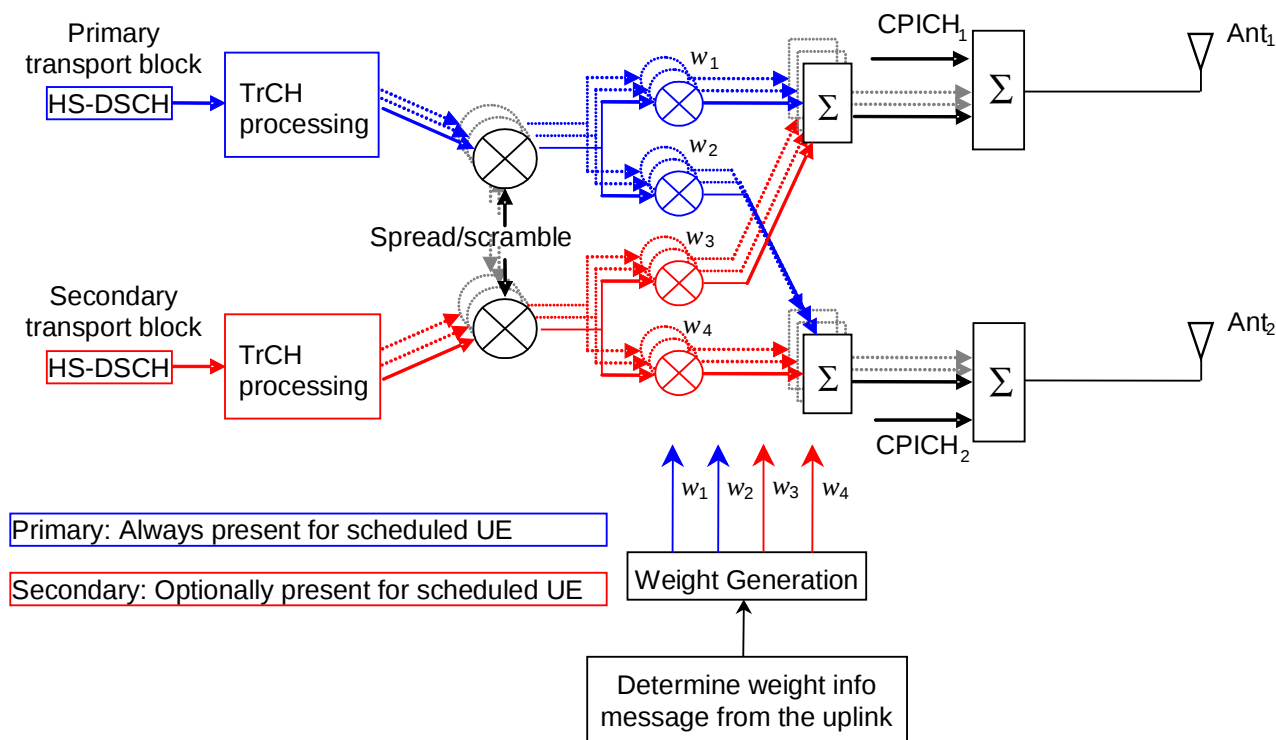 Primary
transport block
HS-DSCH
TrCH
processing
w1
w2
Σ
CPICH1
Σ
Ant1
Spread/scramble
Secondary
transport block
HS-DSCH
TrCH
processing
w3
w4
Σ
CPICH2
Σ
Ant2
w1
w2
w3
w4
Primary: Always present for scheduled UE
Secondary: Optionally present for scheduled UE
Weight Generation
Determine weight info
message from the uplink